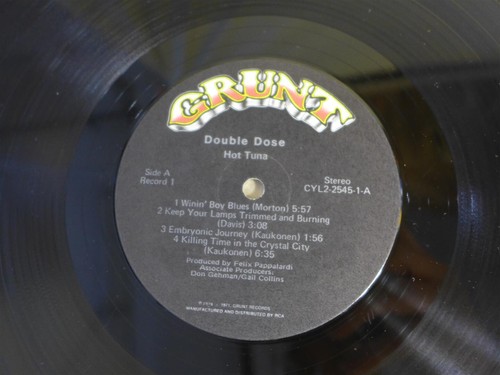 GRUNT
Double Dose
Hot Tuna
Side A
Record 1
Stereo
CYL2-2545-1-A
1 Winin' Boy Blues (Morton) 5:57
2 Keep Your Lamps Trimmed and Burning
(Davis) 3:08
3 Embryonic Journey (Kaukonen) 1:56
4 Killing Time in the Crystal City
(Kaukonen) 6:35
Produced by Felix Pappalardi
Associate Producers:
Don Gehman/Gail Collins
1971, GRUNT RECORDS
MANUFACTURED AND DISTRIBUTED BY RCA